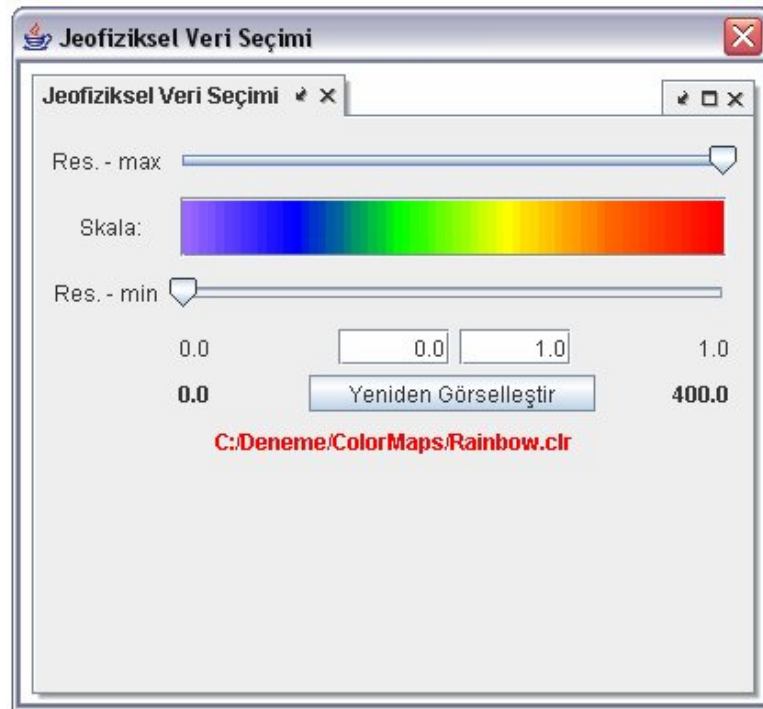 Jeofiziksel Veri Seçimi
Jeofiziksel Veri Seçimi
Res. - max
Skala:
Res. - min
0.0 0.0 1.0 1.0
0.0 Yeniden Görselleştir 400.0
C:/Deneme/ColorMaps/Rainbow.clr